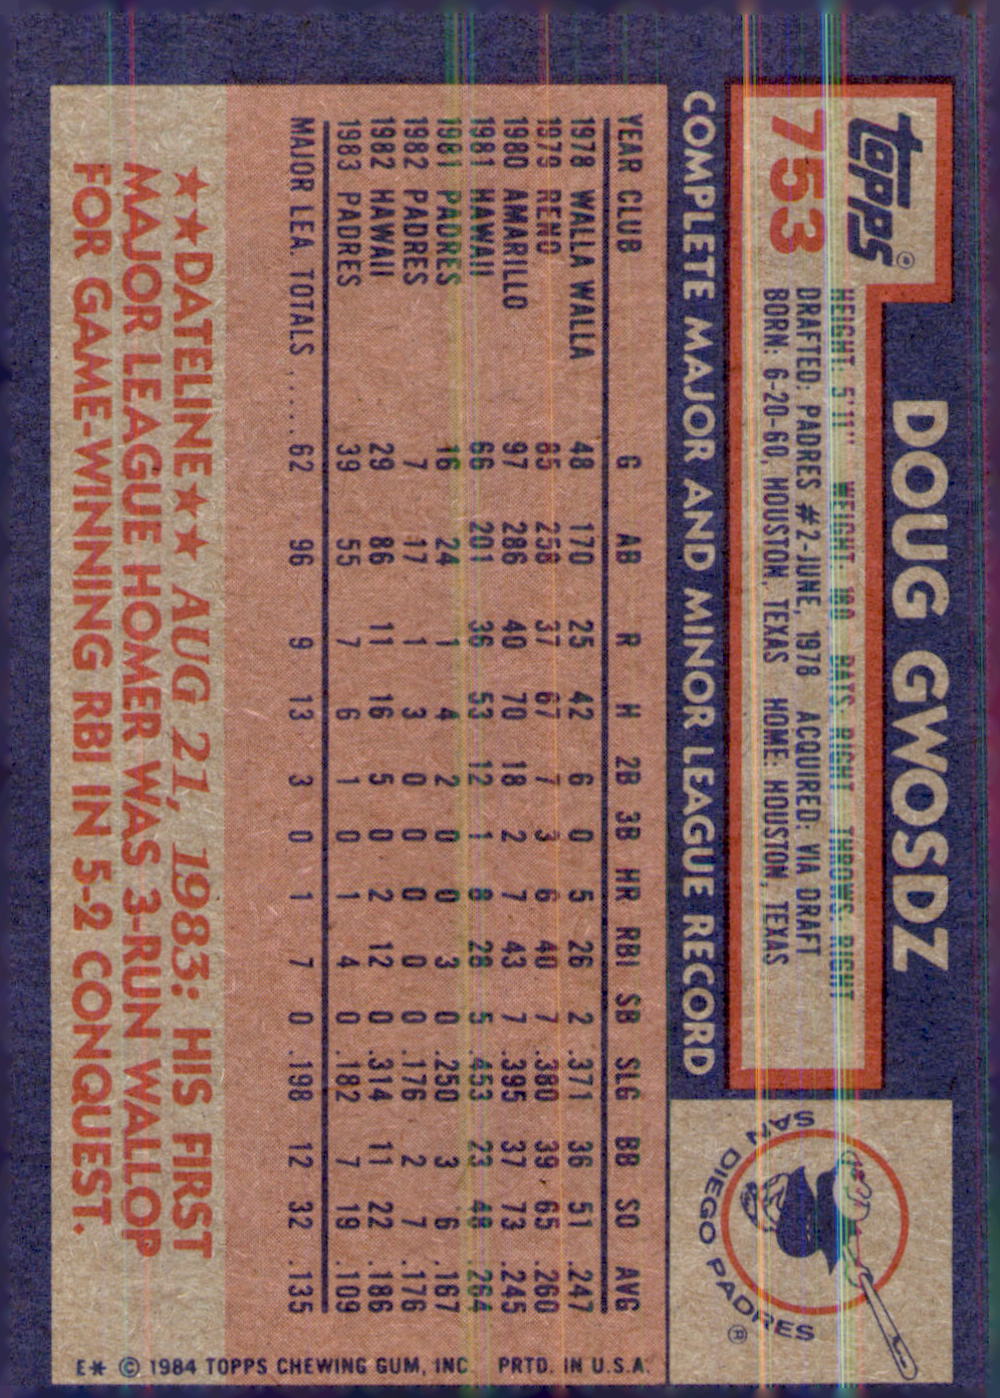 topps®
753
DOUG GWOSDZ
HEIGHT: 5'11" WEIGHT: 180 BATS: RIGHT THROWS: RIGHT
DRAFTED: PADRES #2-JUNE, 1978 ACQUIRED: VIA DRAFT
BORN: 6-20-60, HOUSTON, TEXAS HOME: HOUSTON, TEXAS
SAN DIEGO PADRES ®
COMPLETE MAJOR AND MINOR LEAGUE RECORD
YEAR CLUB G AB R H 2B 3B HR RBI SB SLG BB SO AVG
1978 WALLA WALLA 48 170 25 42 6 0 5 26 2 .371 36 51 .247
1979 RENO 85 258 37 67 7 3 6 40 7 .380 39 65 .260
1980 AMARILLO 97 286 40 70 18 2 7 43 7 .395 37 73 .245
1981 HAWAII 66 201 36 53 12 1 8 28 5 .453 23 48 .264
1981 PADRES 16 24 1 4 2 0 0 3 0 .250 3 6 .167
1982 PADRES 7 17 1 3 0 0 0 0 0 .176 2 7 .176
1982 HAWAII 29 86 11 16 5 0 2 12 0 .314 11 22 .186
1983 PADRES 39 55 7 6 1 0 1 4 0 .182 7 19 .109
MAJOR LEA. TOTALS ..... 62 96 9 13 3 0 1 7 0 .198 12 32 .135
★★DATELINE★★ AUG 21, 1983: HIS FIRST
MAJOR LEAGUE HOMER WAS 3-RUN WALLOP
FOR GAME-WINNING RBI IN 5-2 CONQUEST.
E* © 1984 TOPPS CHEWING GUM, INC. PRTD. IN U.S.A.